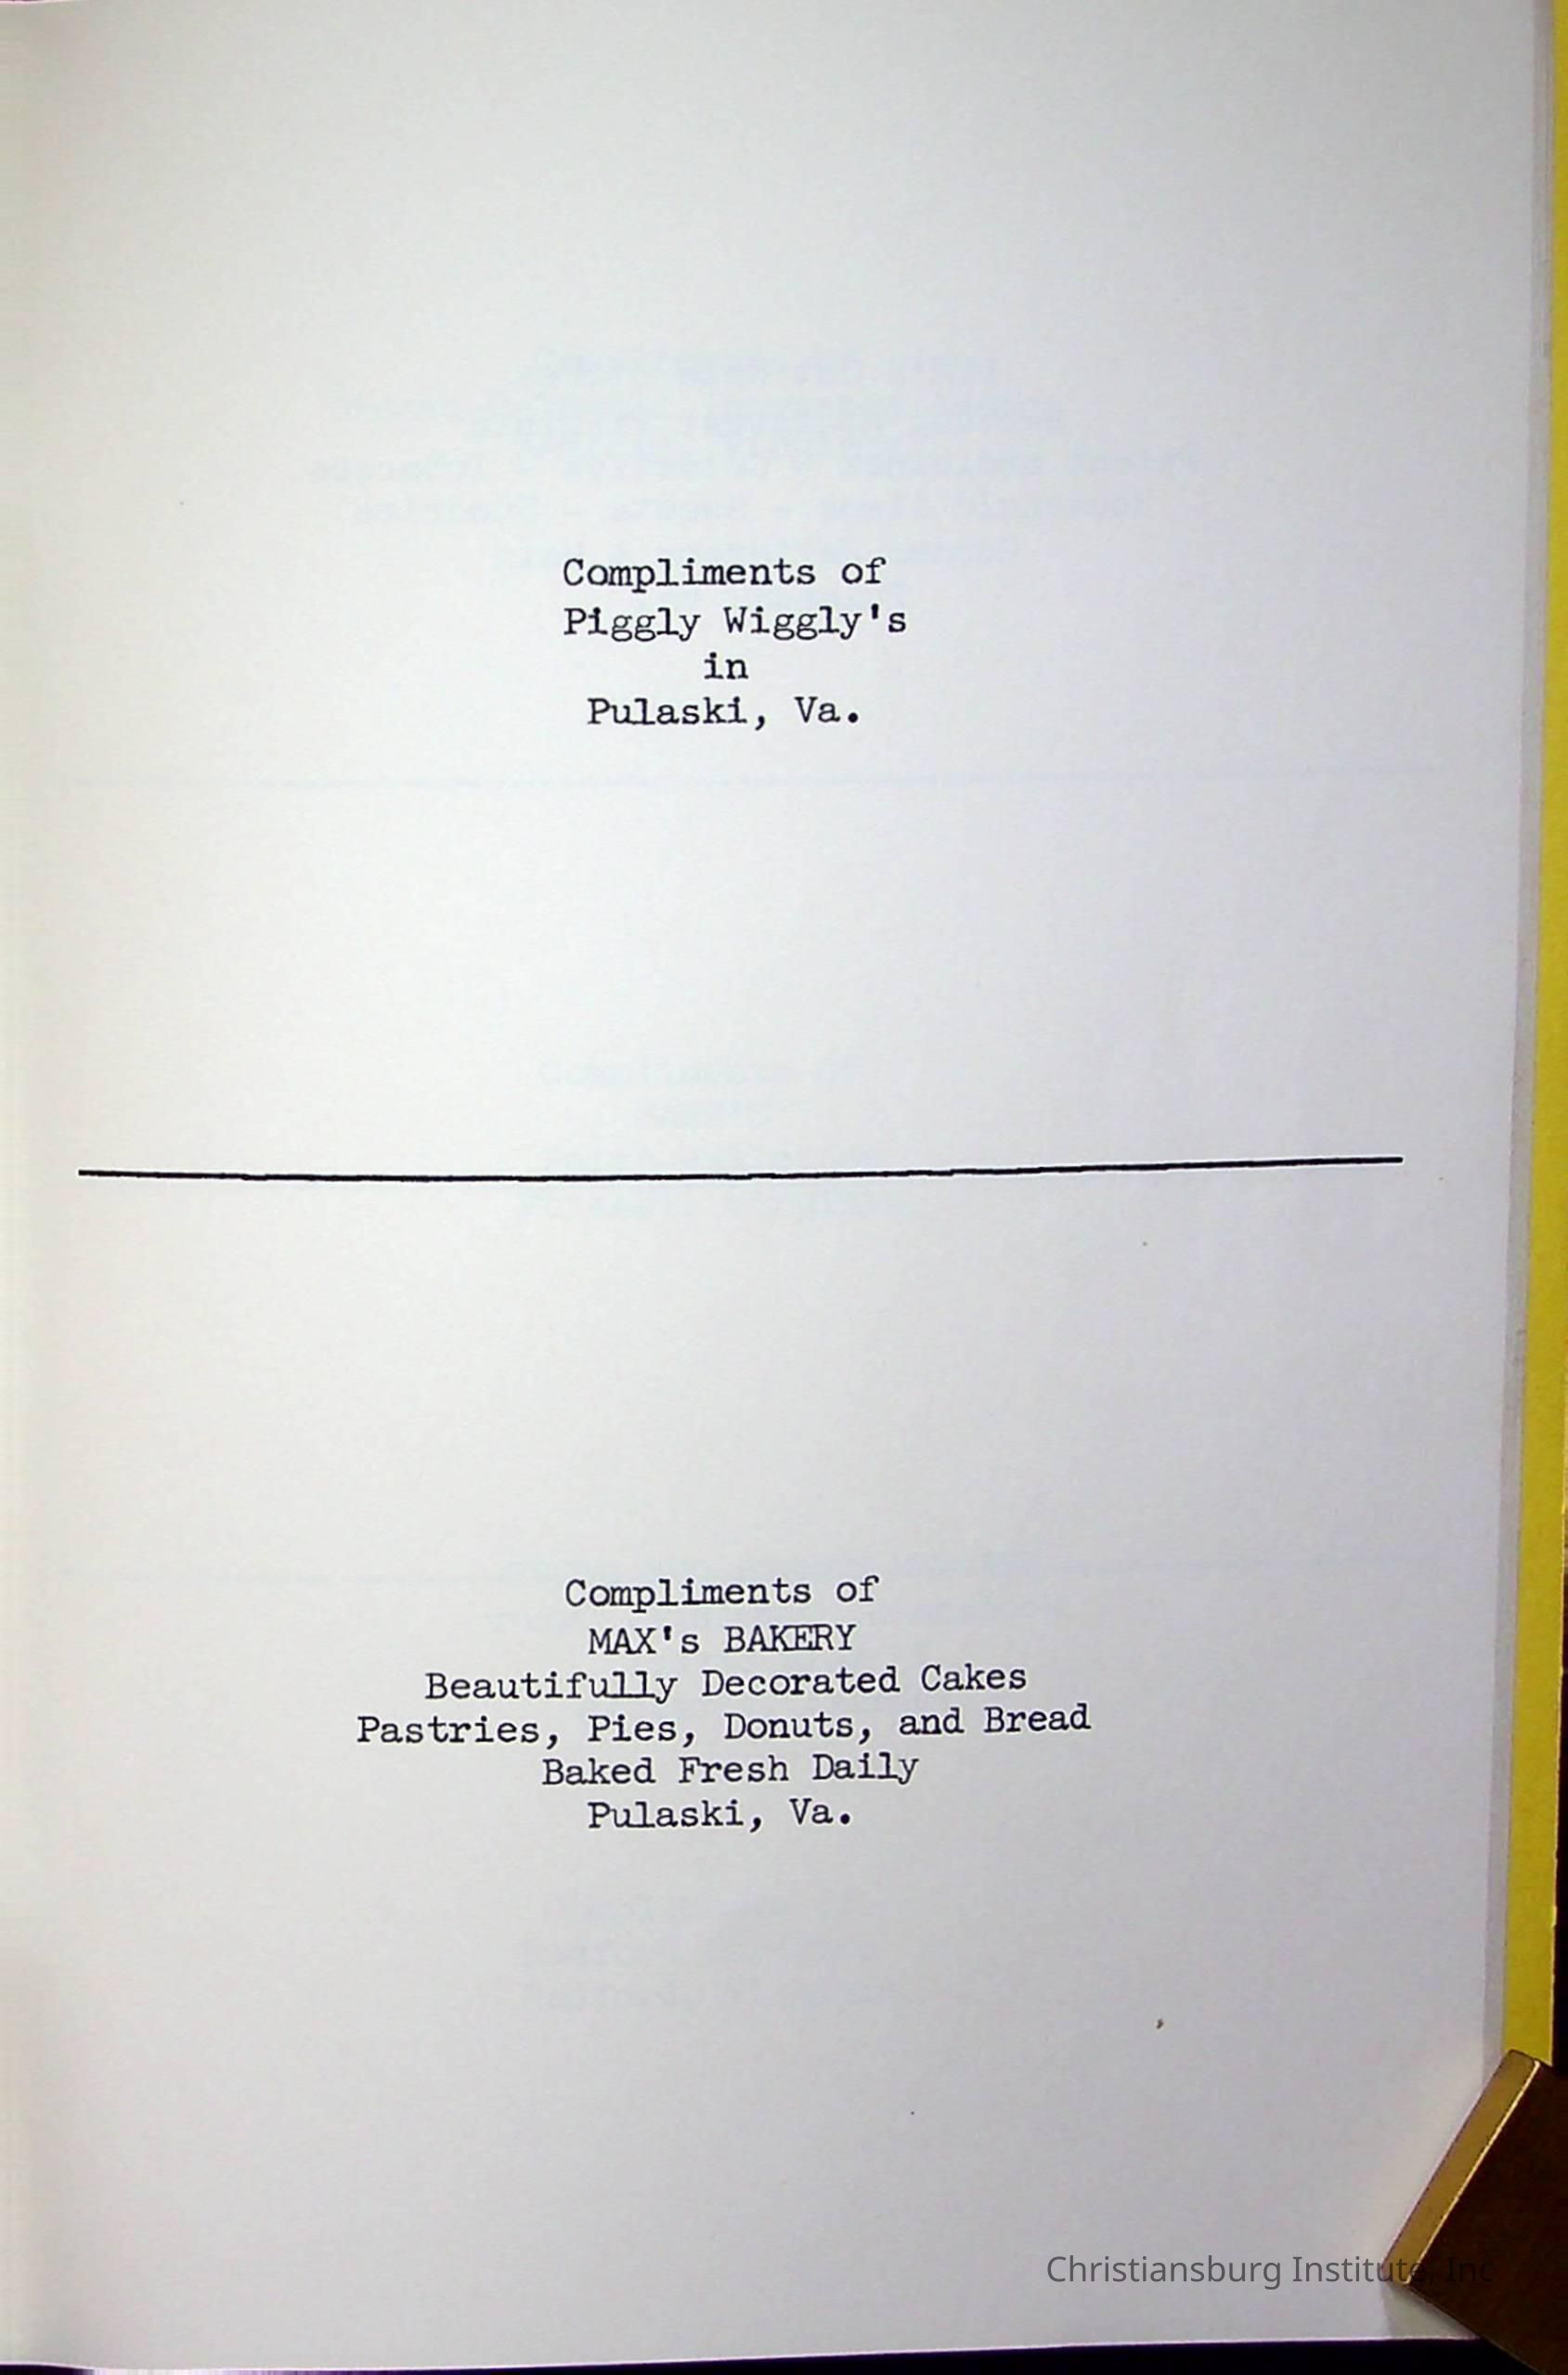 Compliments of
Piggly Wiggly's
in
Pulaski, Va.
Compliments of
MAX's BAKERY
Beautifully Decorated Cakes
Pastries, Pies, Donuts, and Bread
Baked Fresh Daily
Pulaski, Va.
Christiansburg Institute, Inc